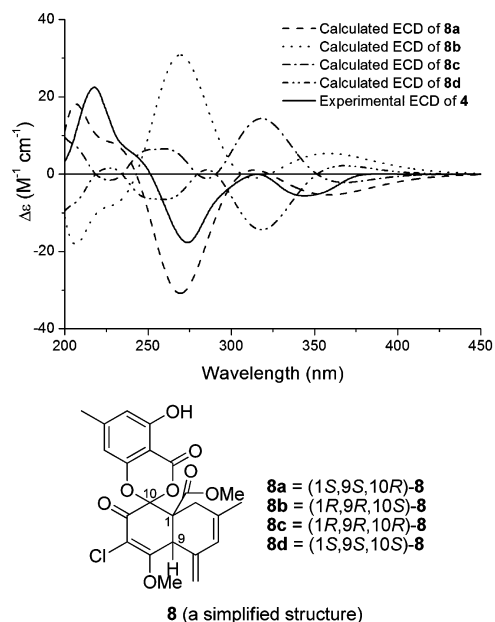 40
20
0
-20
-40
Δε (M⁻¹ cm⁻¹)
Calculated ECD of 8a
Calculated ECD of 8b
Calculated ECD of 8c
Calculated ECD of 8d
Experimental ECD of 4
200 250 300 350 400 450
Wavelength (nm)
OH
O
O
O
O
10
OMe
O
1
9
Cl
H
OMe
8a = (1S,9S,10R)-8
8b = (1R,9R,10S)-8
8c = (1R,9R,10R)-8
8d = (1S,9S,10S)-8
8 (a simplified structure)